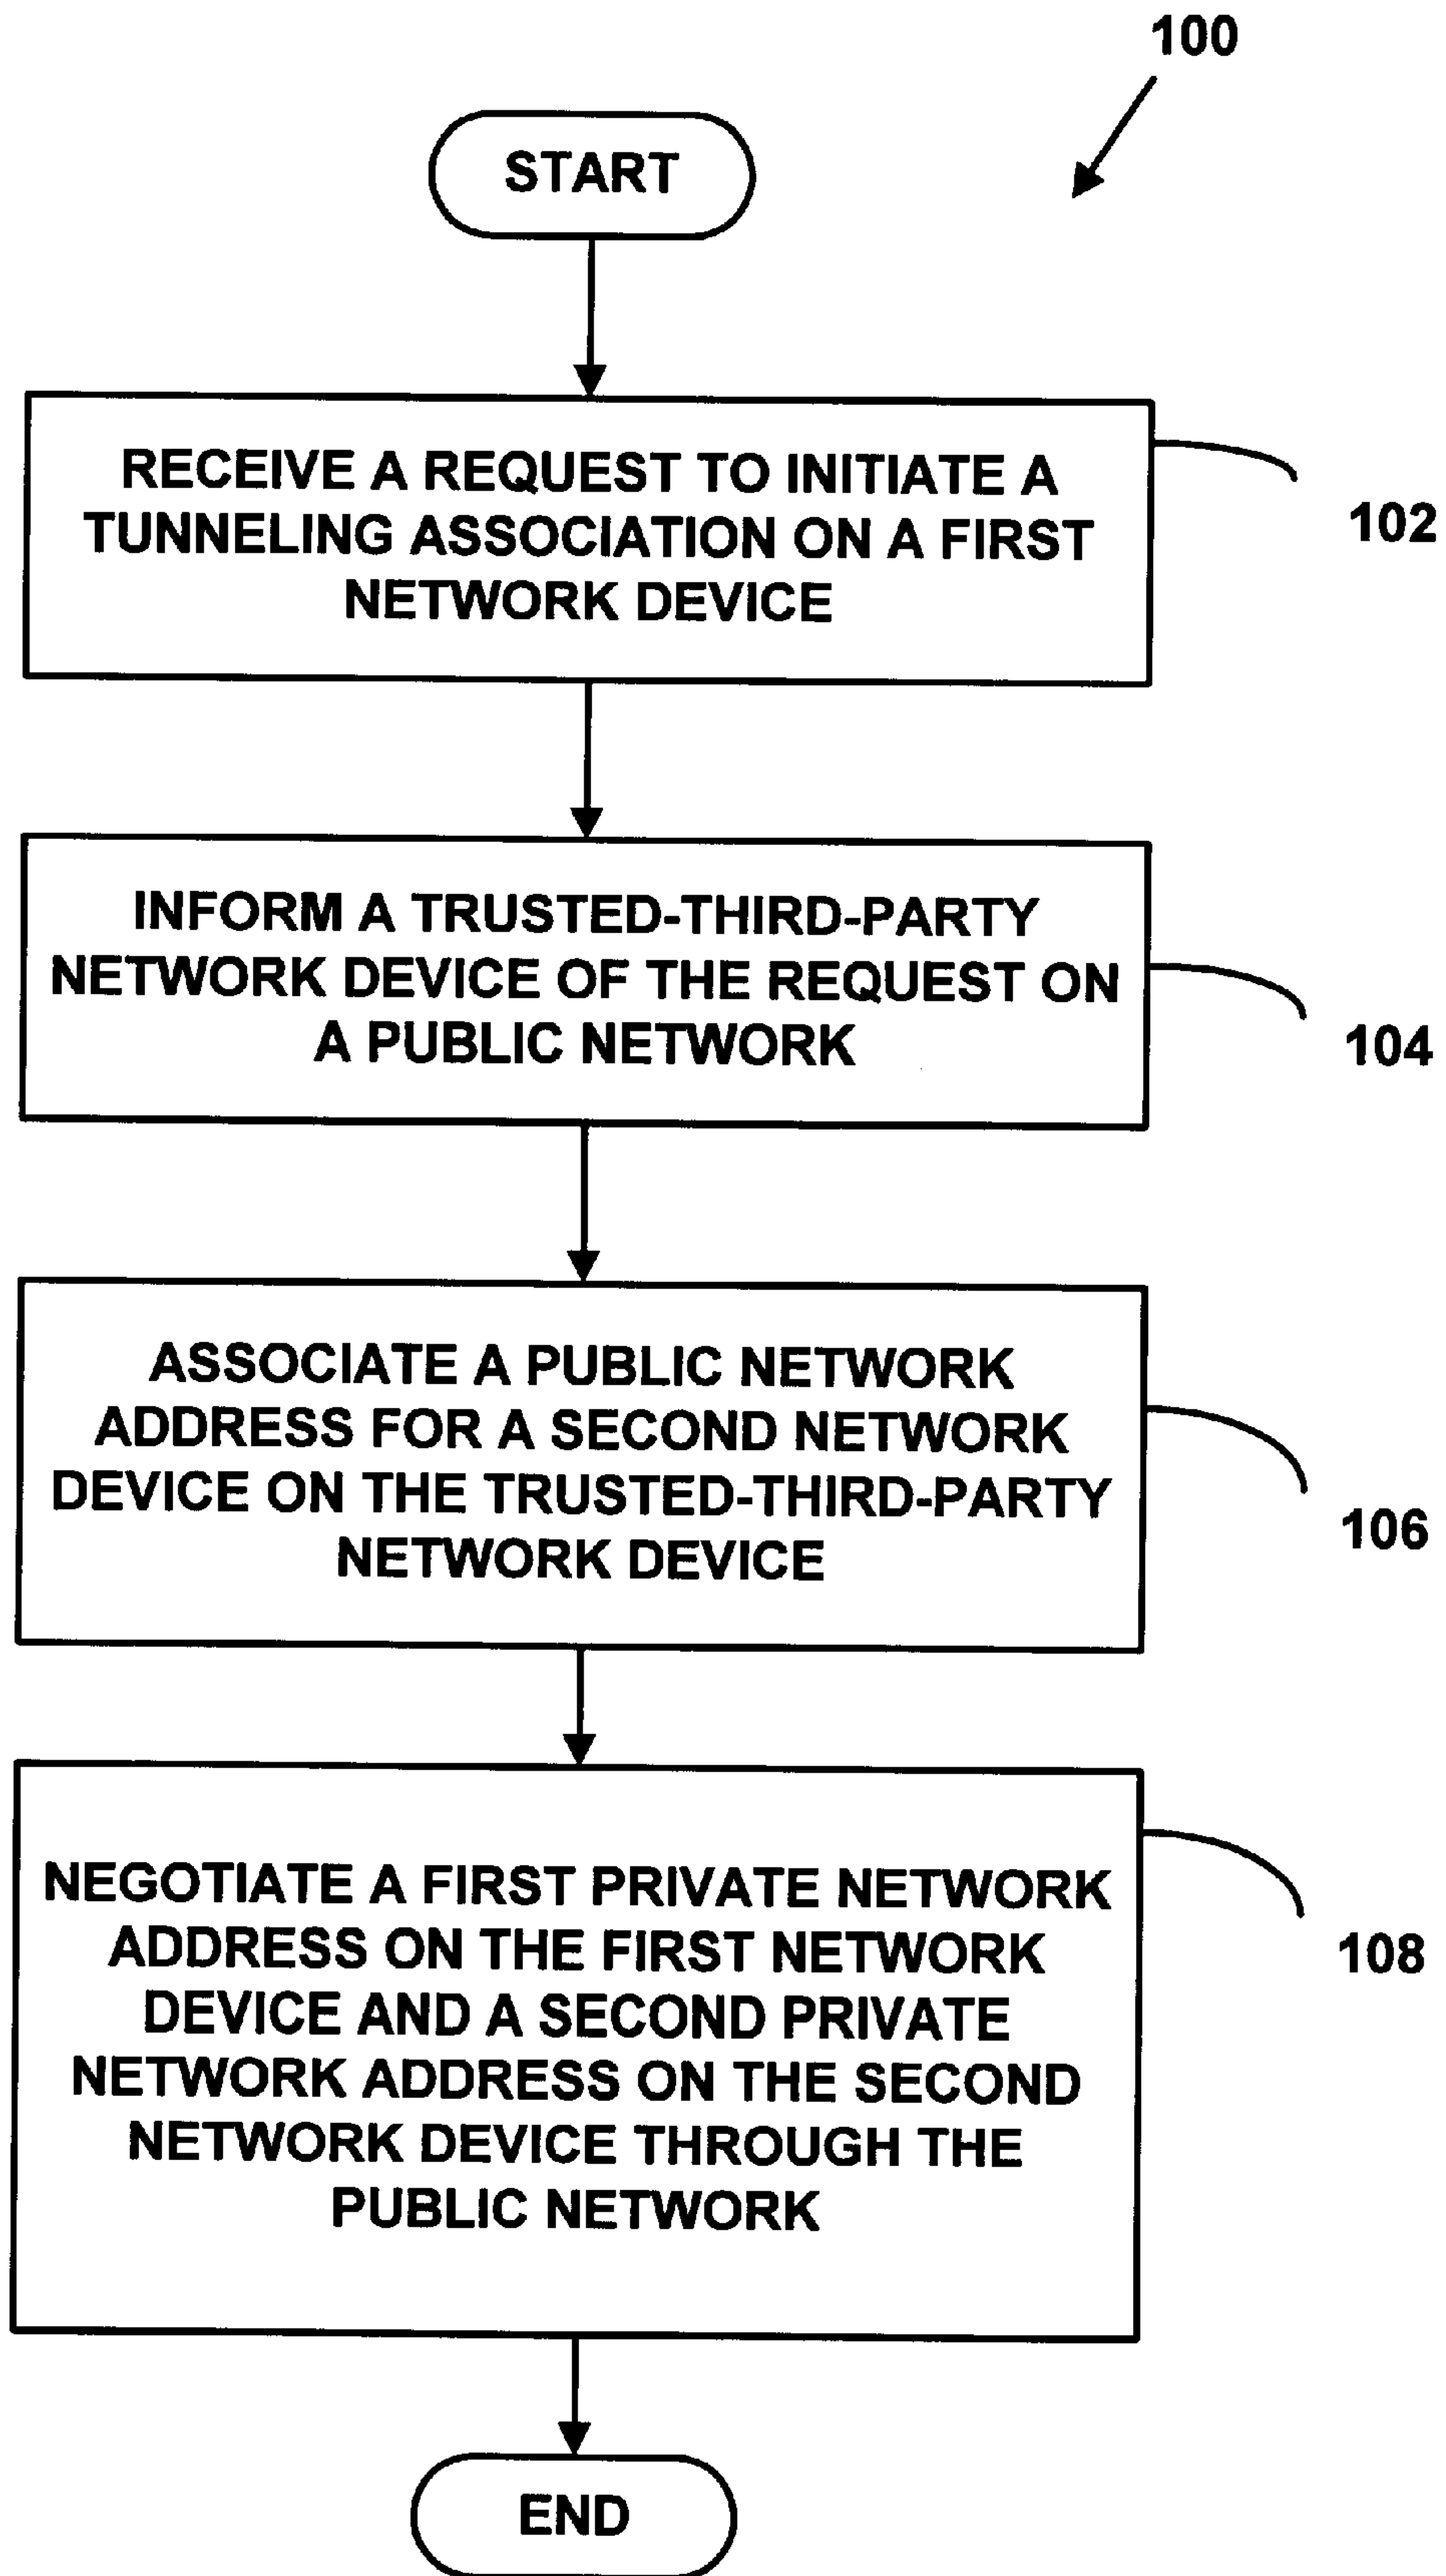 100
START
RECEIVE A REQUEST TO INITIATE A
TUNNELING ASSOCIATION ON A FIRST
NETWORK DEVICE
102
INFORM A TRUSTED-THIRD-PARTY
NETWORK DEVICE OF THE REQUEST ON
A PUBLIC NETWORK
104
ASSOCIATE A PUBLIC NETWORK
ADDRESS FOR A SECOND NETWORK
DEVICE ON THE TRUSTED-THIRD-PARTY
NETWORK DEVICE
106
NEGOTIATE A FIRST PRIVATE NETWORK
ADDRESS ON THE FIRST NETWORK
DEVICE AND A SECOND PRIVATE
NETWORK ADDRESS ON THE SECOND
NETWORK DEVICE THROUGH THE
PUBLIC NETWORK
108
END